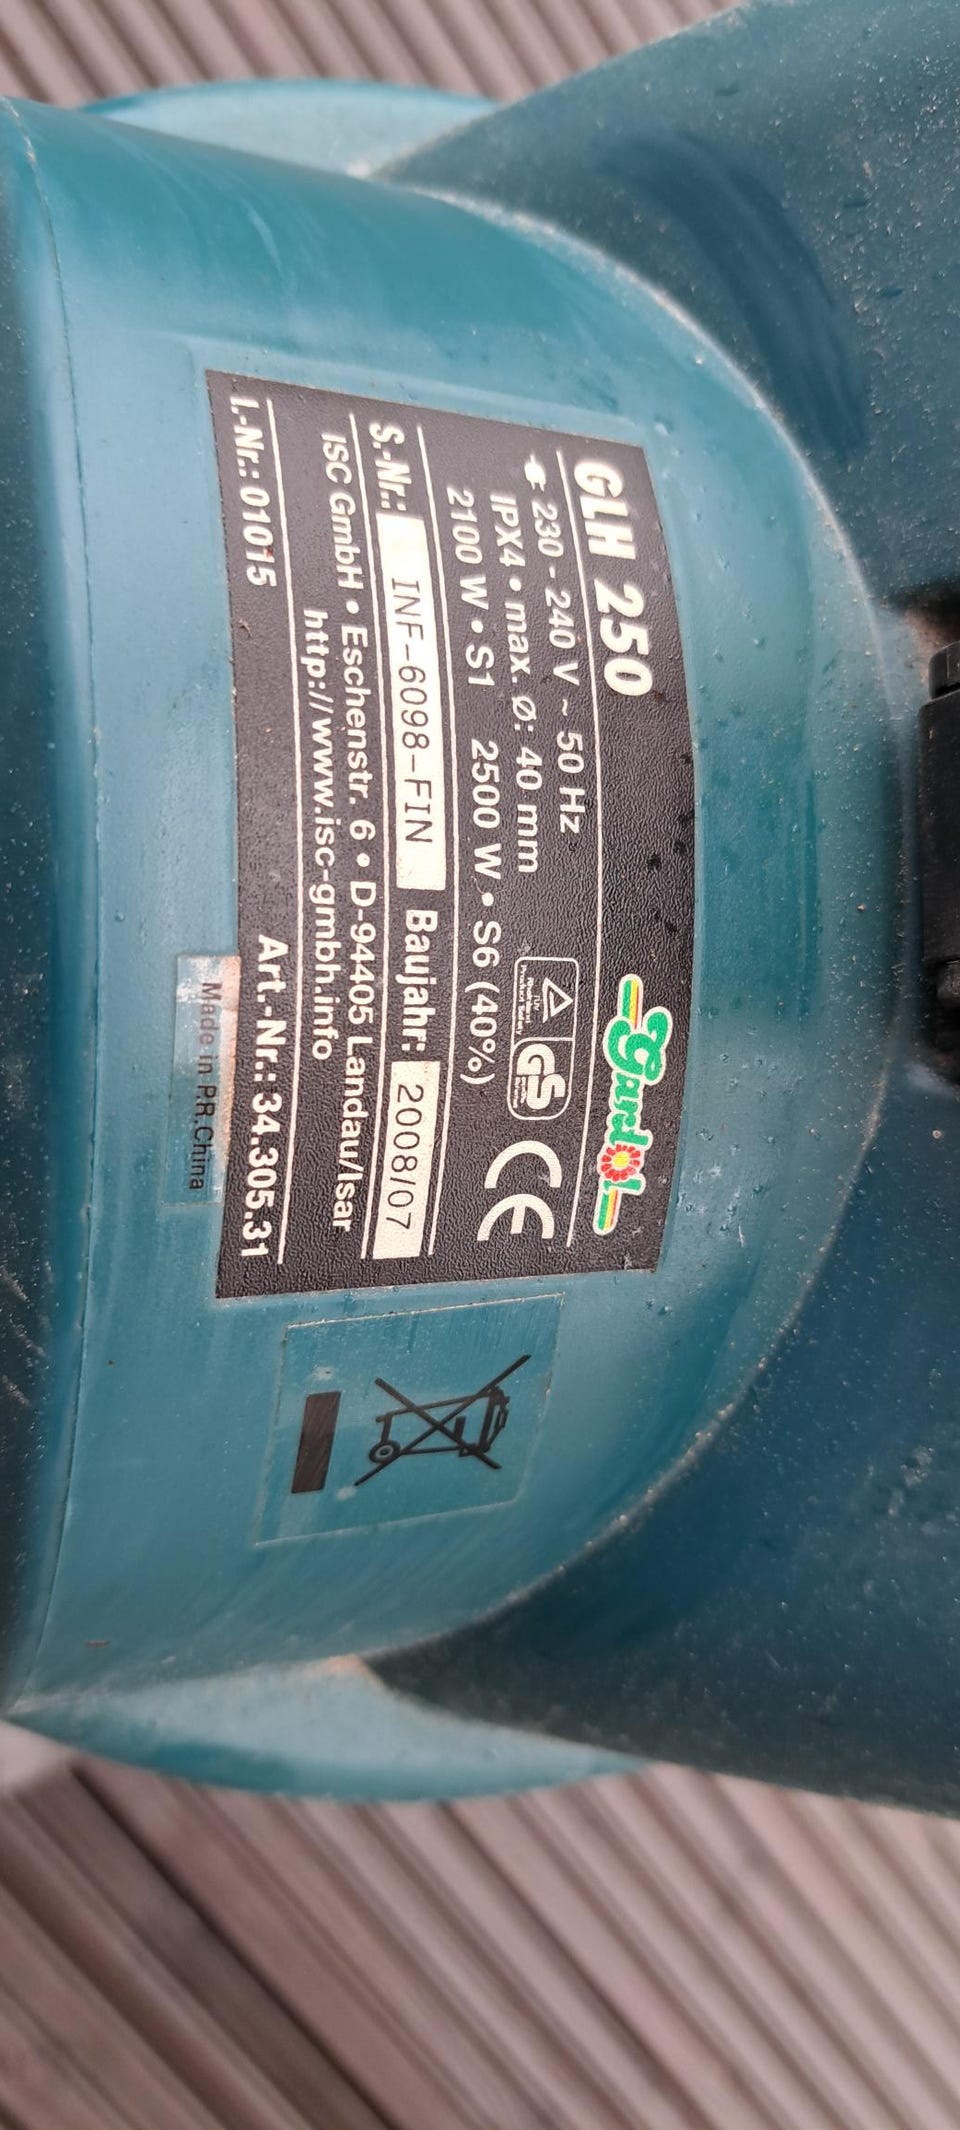 GLH 250
Gardol
230 - 240 V ~ 50 Hz
IPX4 • max. Ø: 40 mm
2100 W • S1 2500 W • S6 (40%)
GS
CE
S.-Nr.: INF-6098-FIN Baujahr: 2008/07
ISC GmbH • Eschenstr. 6 • D-94405 Landau/Isar
http://www.isc-gmbh.info
I.-Nr.: 01015 Art.-Nr.: 34.305.31
Made in P.R.China